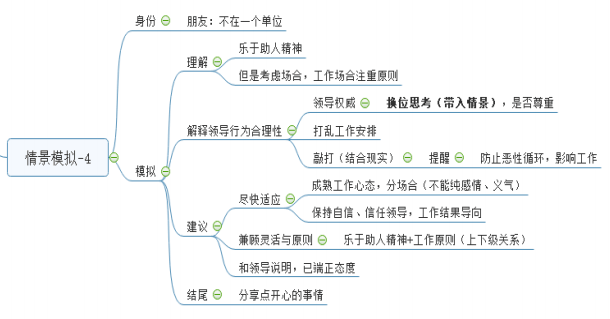 情景模拟-4
身份
朋友：不在一个单位
模拟
理解
乐于助人精神
但是考虑场合，工作场合注重原则
解释领导行为合理性
领导权威
换位思考（带入情景），是否尊重
打乱工作安排
敲打（结合现实）
提醒
防止恶性循环，影响工作
建议
尽快适应
成熟工作心态，分场合（不能纯感情、义气）
保持自信、信任领导，工作结果导向
兼顾灵活与原则
乐于助人精神+工作原则（上下级关系）
和领导说明，已端正态度
结尾
分享点开心的事情